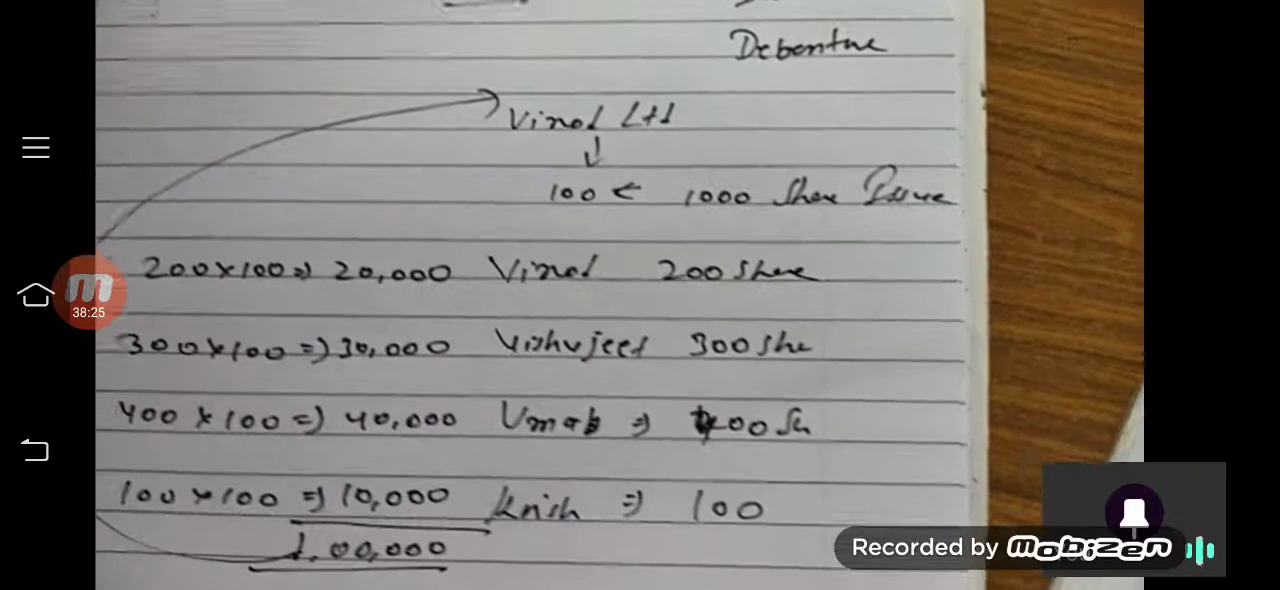 Debenture
Vinod Ltd
100 ← 1000 Share Issue
200×100 => 20,000 Vinod 200 Share
300×100 => 30,000 Vishvjeet 300 Sha
400 × 100 => 40,000 => 400 Sh
100×100 => 10,000 Krish => 100
1,00,000
38:25
Recorded by mobizen